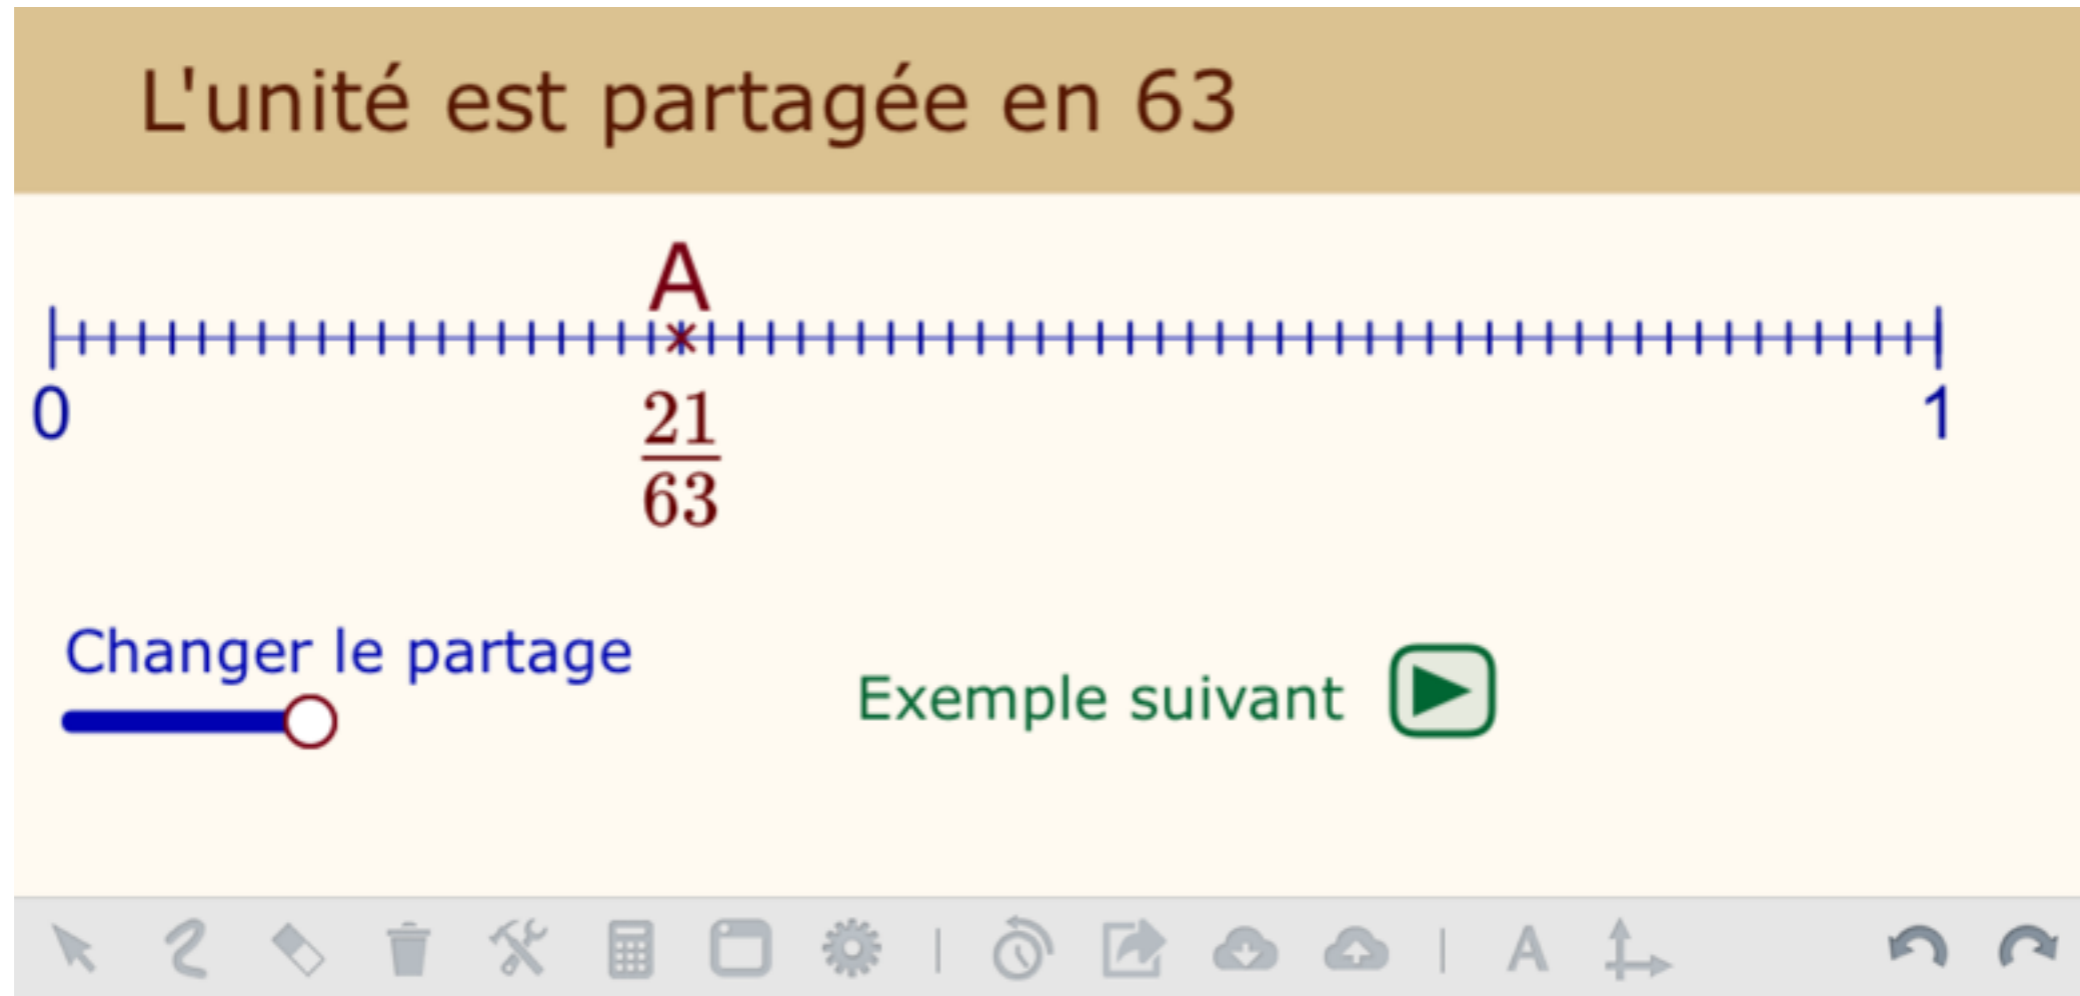 L'unité est partagée en 63
A
0
21
63
1
Changer le partage
Exemple suivant
A